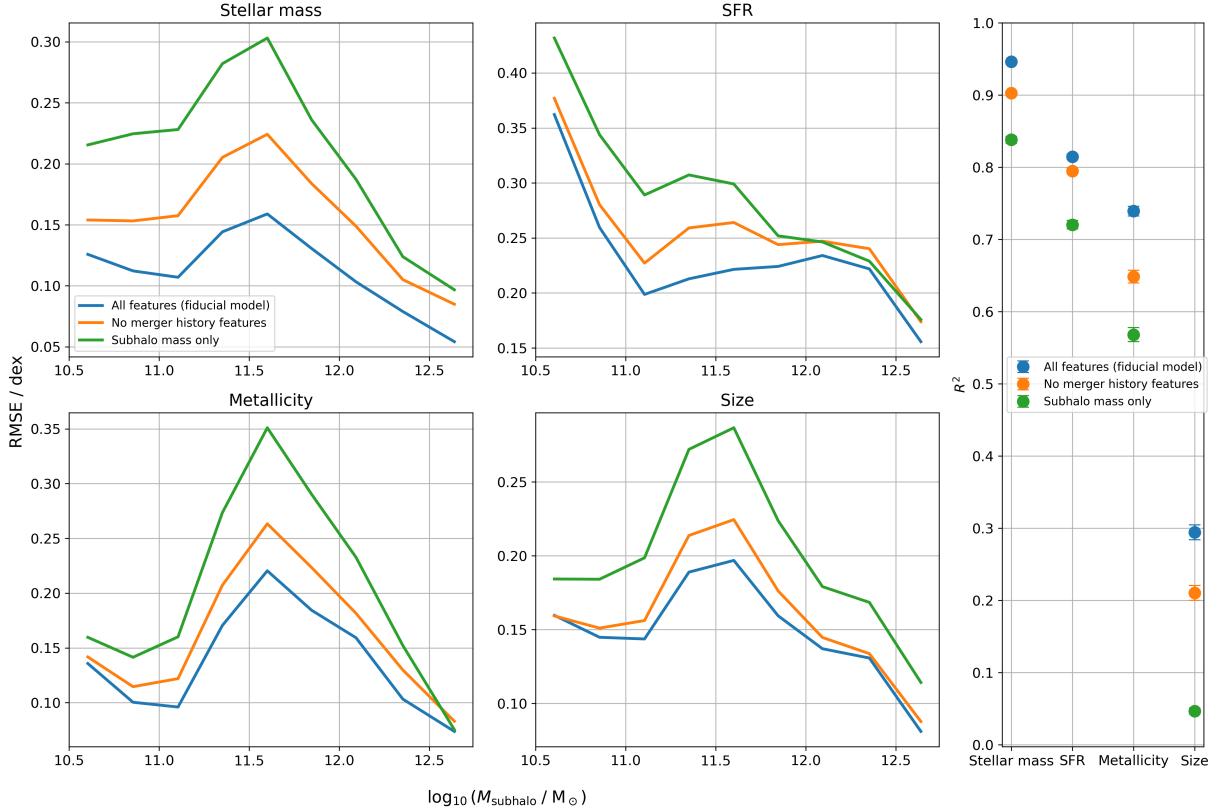 Stellar mass
SFR
RMSE / dex
0.30
0.25
0.20
0.15
0.10
0.05
All features (fiducial model)
No merger history features
Subhalo mass only
10.5 11.0 11.5 12.0 12.5
0.40
0.35
0.30
0.25
0.20
0.15
10.5 11.0 11.5 12.0 12.5
Metallicity
0.35
0.30
0.25
0.20
0.15
0.10
10.5 11.0 11.5 12.0 12.5
Size
0.25
0.20
0.15
0.10
10.5 11.0 11.5 12.0 12.5
log₁₀ (M_subhalo / M_⊙)
R²
1.0
0.9
0.8
0.7
0.6
0.5
0.4
0.3
0.2
0.1
0.0
All features (fiducial model)
No merger history features
Subhalo mass only
Stellar mass SFR Metallicity Size